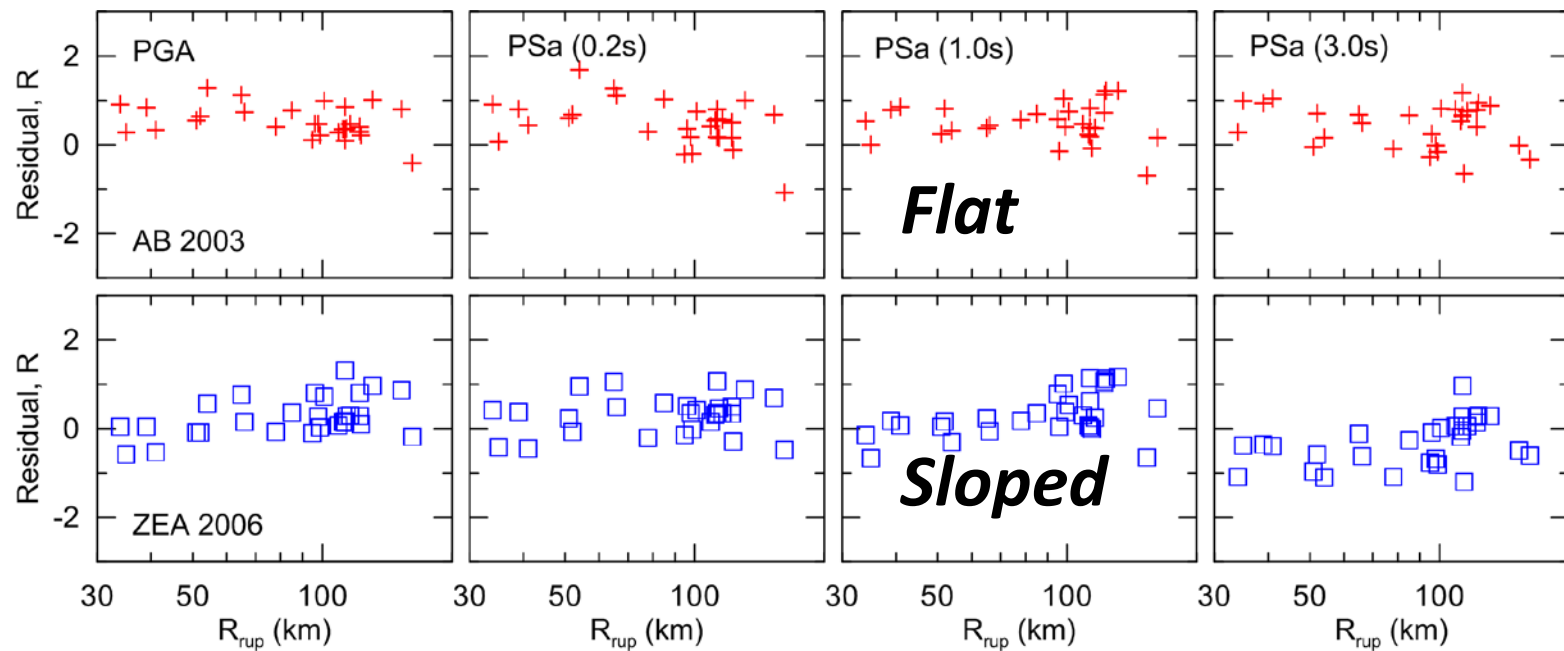 PGA
PSa (0.2s)
PSa (1.0s)
PSa (3.0s)
2
0
-2
Residual, R
AB 2003
Flat
2
0
-2
Residual, R
ZEA 2006
Sloped
30 50 100 30 50 100 30 50 100 30 50 100
Rrup (km) Rrup (km) Rrup (km) Rrup (km)